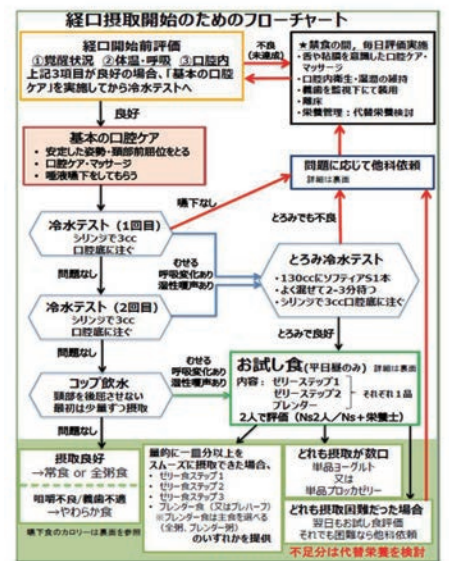 経口摂取開始のためのフローチャート
経口開始前評価
①覚醒状況 ②体温・呼吸 ③口腔内
上記3項目が良好の場合、「基本の口腔
ケア」を実施してから冷水テストへ
不良
(未達成)
★禁食の間，毎日評価実施
・舌や粘膜を意識した口腔ケア・
マッサージ
・口腔内衛生・湿潤の維持
・義歯を監視下にて装用
・離床
・栄養管理：代替栄養検討
良好
基本の口腔ケア
・安定した姿勢・頸部前屈位をとる
・口腔ケア・マッサージ
・唾液嚥下をしてもらう
問題に応じて他科依頼
詳細は裏面
嚥下なし
とろみでも不良
冷水テスト（1回目）
シリンジで3cc
口腔底に注ぐ
むせる
呼吸変化あり
湿性嗄声あり
とろみ冷水テスト
・130ccにソフティアS1本
・よく混ぜて2-3分待つ
・シリンジで3cc口腔底に注ぐ
問題なし
冷水テスト（2回目）
シリンジで3cc
口腔底に注ぐ
とろみで良好
問題なし
むせる
呼吸変化あり
湿性嗄声あり
コップ飲水
頸部を後屈させない
最初は少量ずつ摂取
お試し食(平日昼のみ) 詳細は裏面
内容： ゼリーステップ1
ゼリーステップ2
ブレンダー
それぞれ1品
2人で評価（Ns2人／Ns＋栄養士）
問題なし
摂取良好
→常食 or 全粥食
咀嚼不良/義歯不適
→やわらか食
嚥下食のカロリーは裏面を参照
量的に一皿分以上を
スムーズに摂取できた場合、
・ゼリー食ステップ1
・ゼリー食ステップ2
・ゼリー食ステップ3
・ブレンダー食（又はプレハーフ）
※ブレンダー食は主食を選べる
（全粥、ブレンダー粥）
のいずれかを提供
どれも摂取が数口
単品ヨーグルト
又は
単品ブロッカゼリー
どれも摂取困難だった場合
翌日もお試し食評価
それでも困難なら他科依頼
不足分は代替栄養を検討